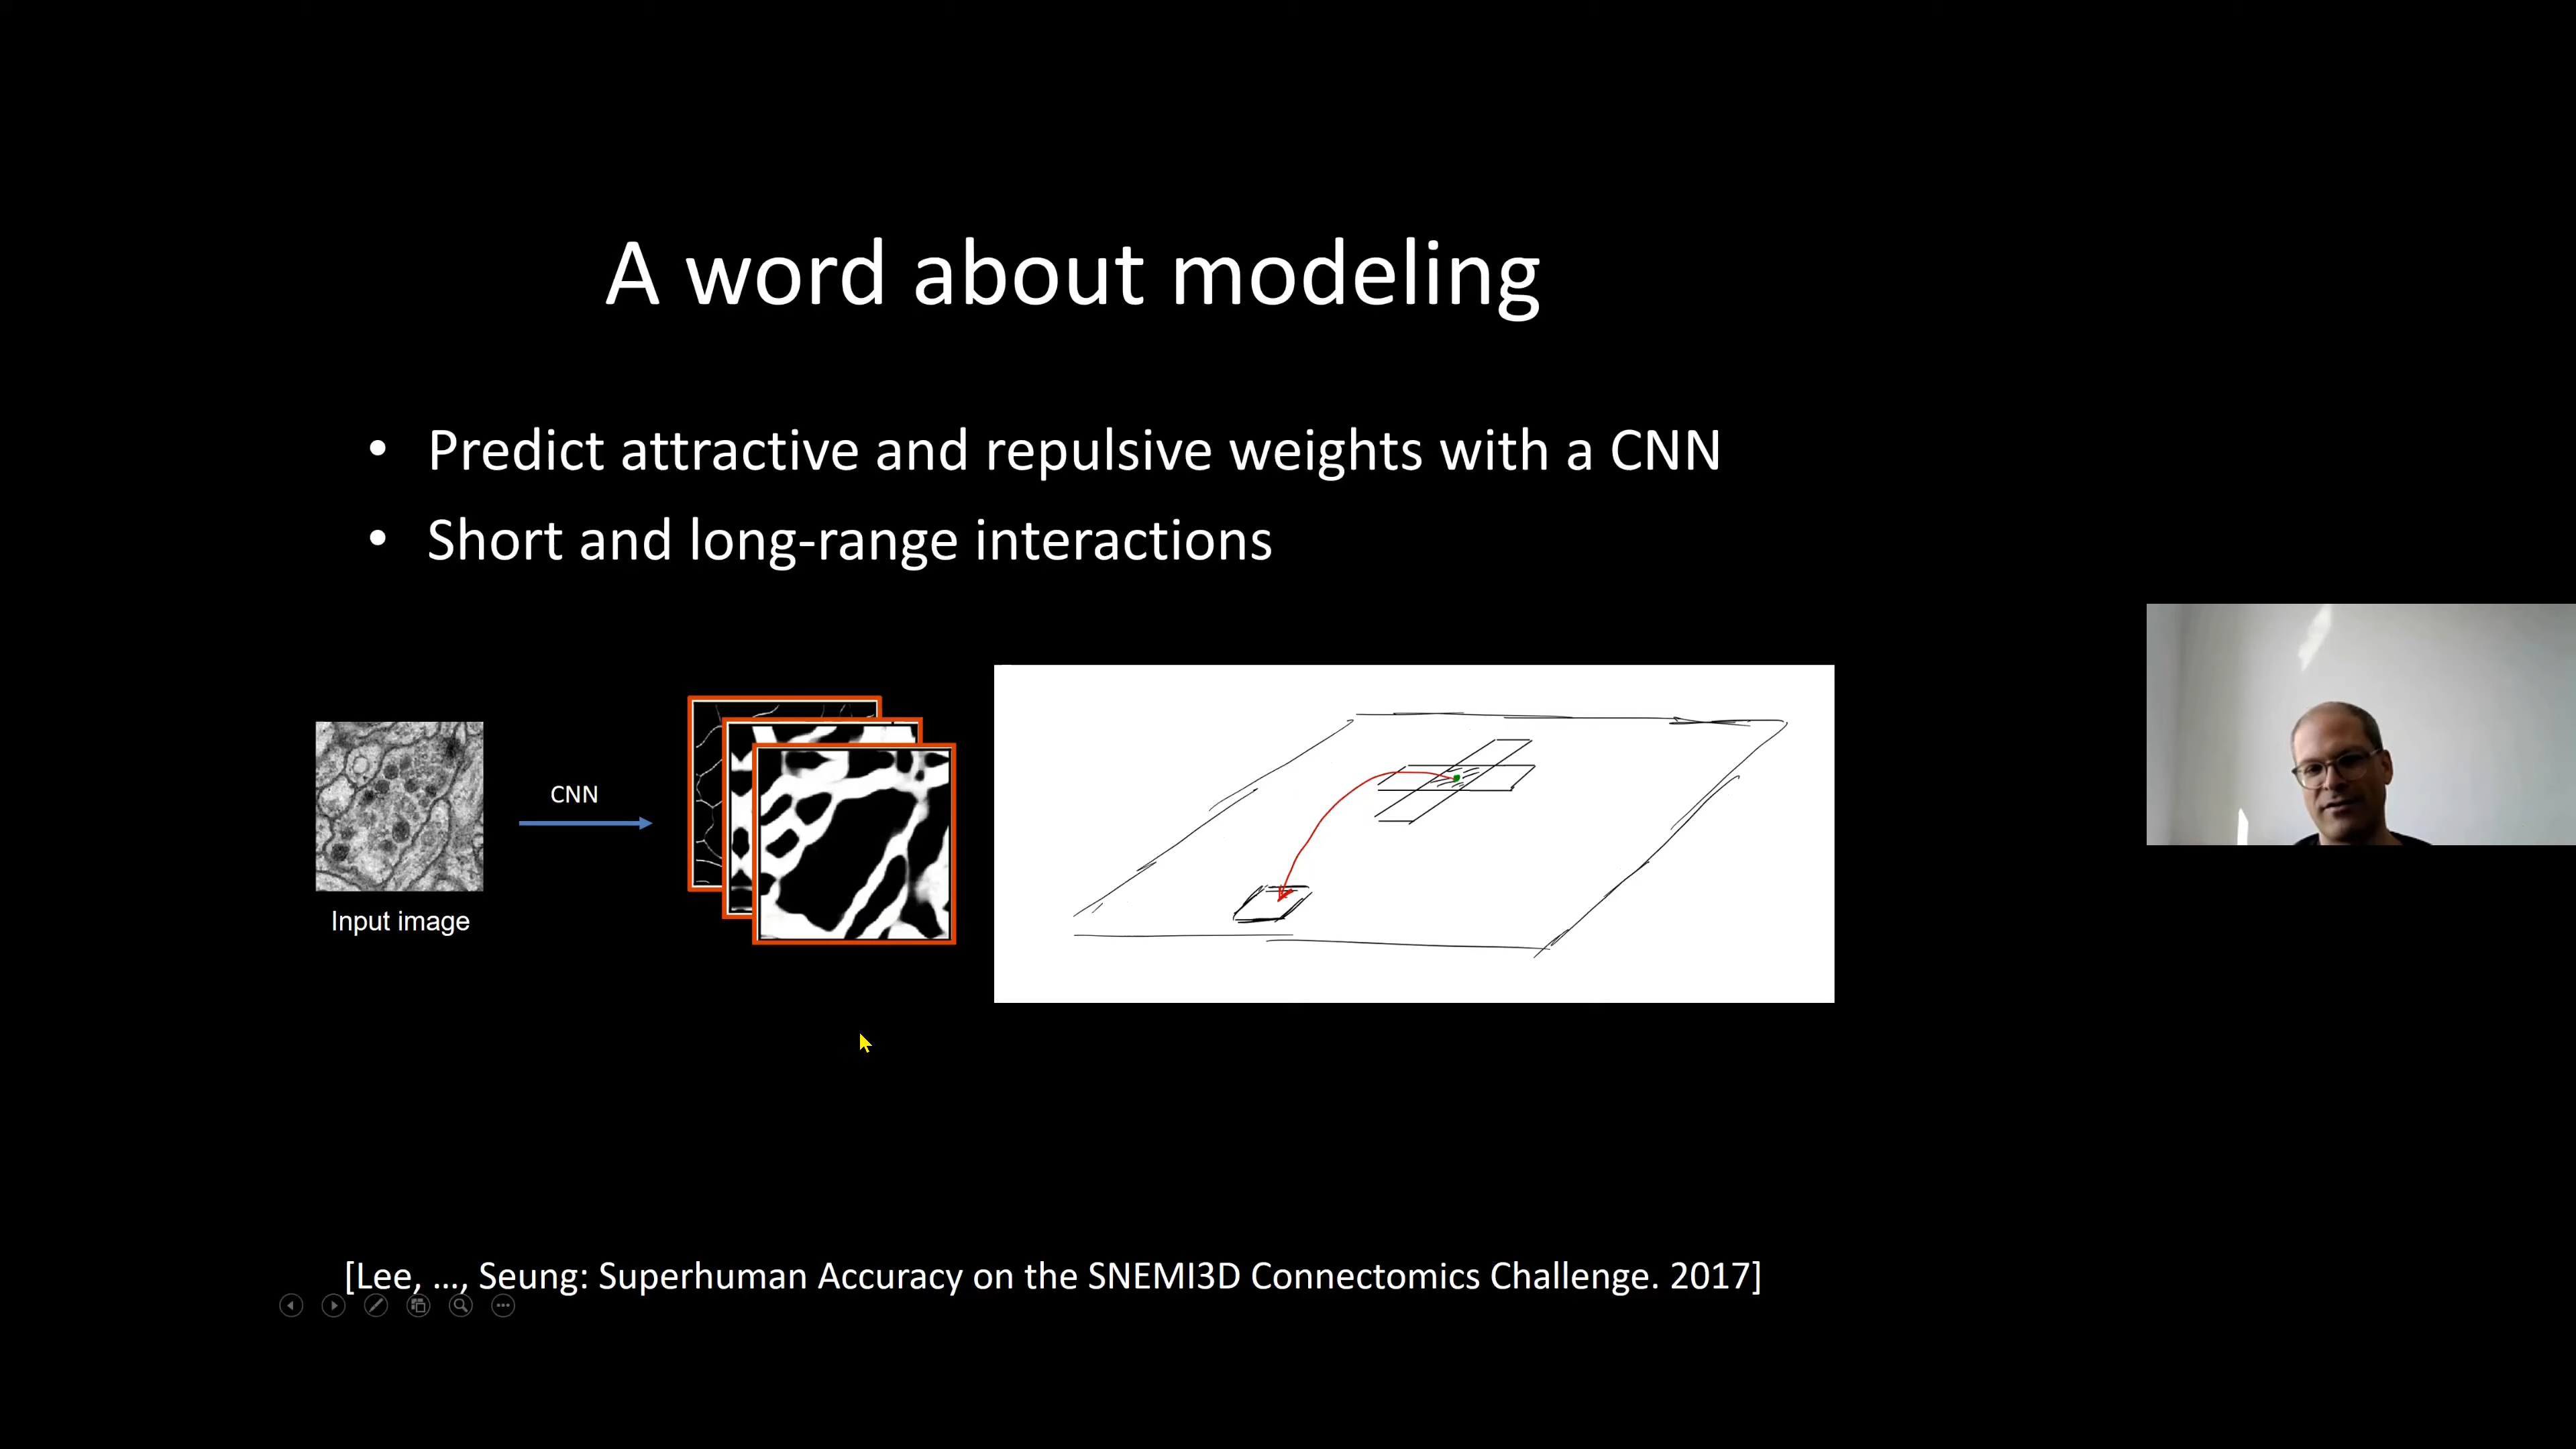 A word about modeling
• Predict attractive and repulsive weights with a CNN
• Short and long-range interactions
CNN
Input image
[Lee, ..., Seung: Superhuman Accuracy on the SNEMI3D Connectomics Challenge. 2017]